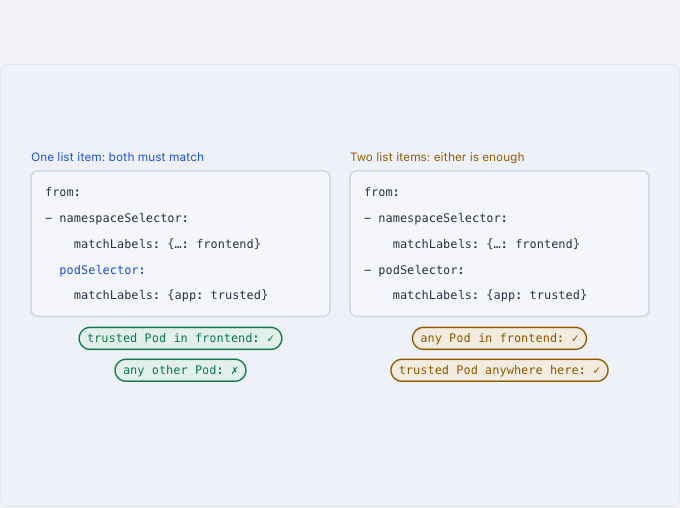 One list item: both must match
from:
– namespaceSelector:
matchLabels: {…: frontend}
podSelector:
matchLabels: {app: trusted}
trusted Pod in frontend: ✓
any other Pod: ✗
Two list items: either is enough
from:
– namespaceSelector:
matchLabels: {…: frontend}
– podSelector:
matchLabels: {app: trusted}
any Pod in frontend: ✓
trusted Pod anywhere here: ✓